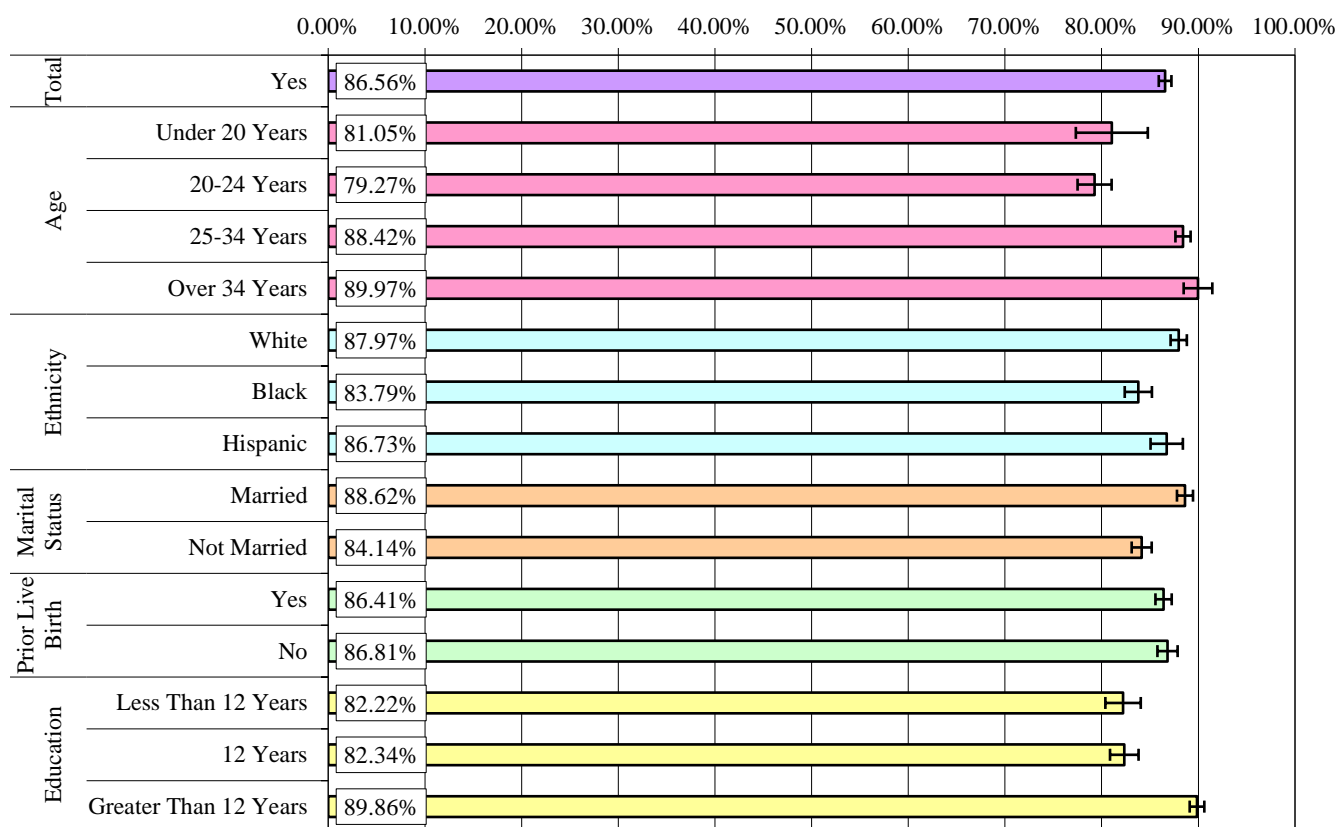 0.00% 10.00% 20.00% 30.00% 40.00% 50.00% 60.00% 70.00% 80.00% 90.00% 100.00%
Total
Yes 86.56%
Age
Under 20 Years 81.05%
20-24 Years 79.27%
25-34 Years 88.42%
Over 34 Years 89.97%
Ethnicity
White 87.97%
Black 83.79%
Hispanic 86.73%
Marital
Status
Married 88.62%
Not Married 84.14%
Prior Live
Birth
Yes 86.41%
No 86.81%
Education
Less Than 12 Years 82.22%
12 Years 82.34%
Greater Than 12 Years 89.86%